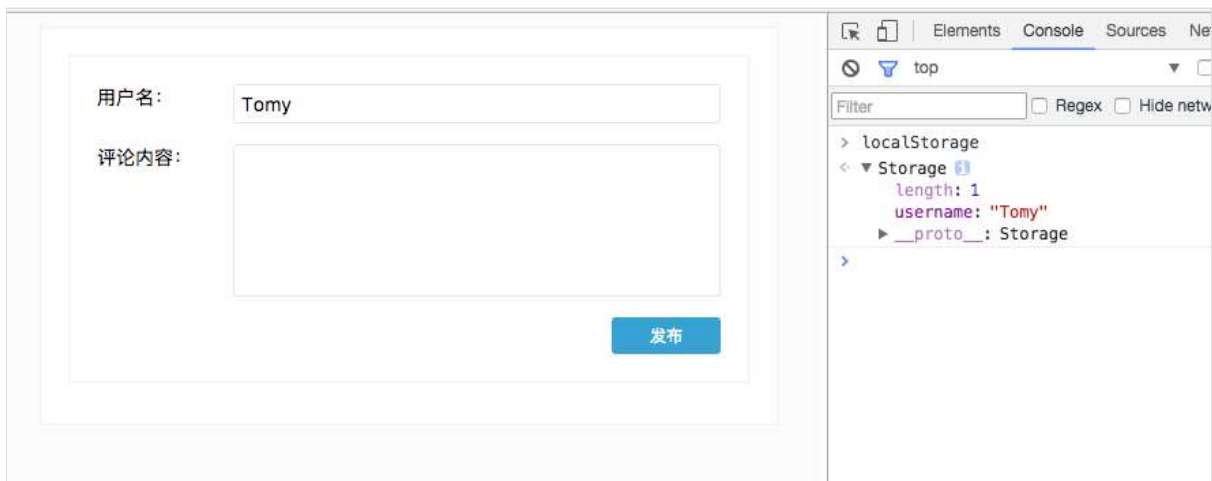 用户名：
Tomy
评论内容：
发布
Elements Console Sources Ne
top
Filter Regex Hide netw
> localStorage
Storage i
length: 1
username: "Tomy"
__proto__: Storage
>